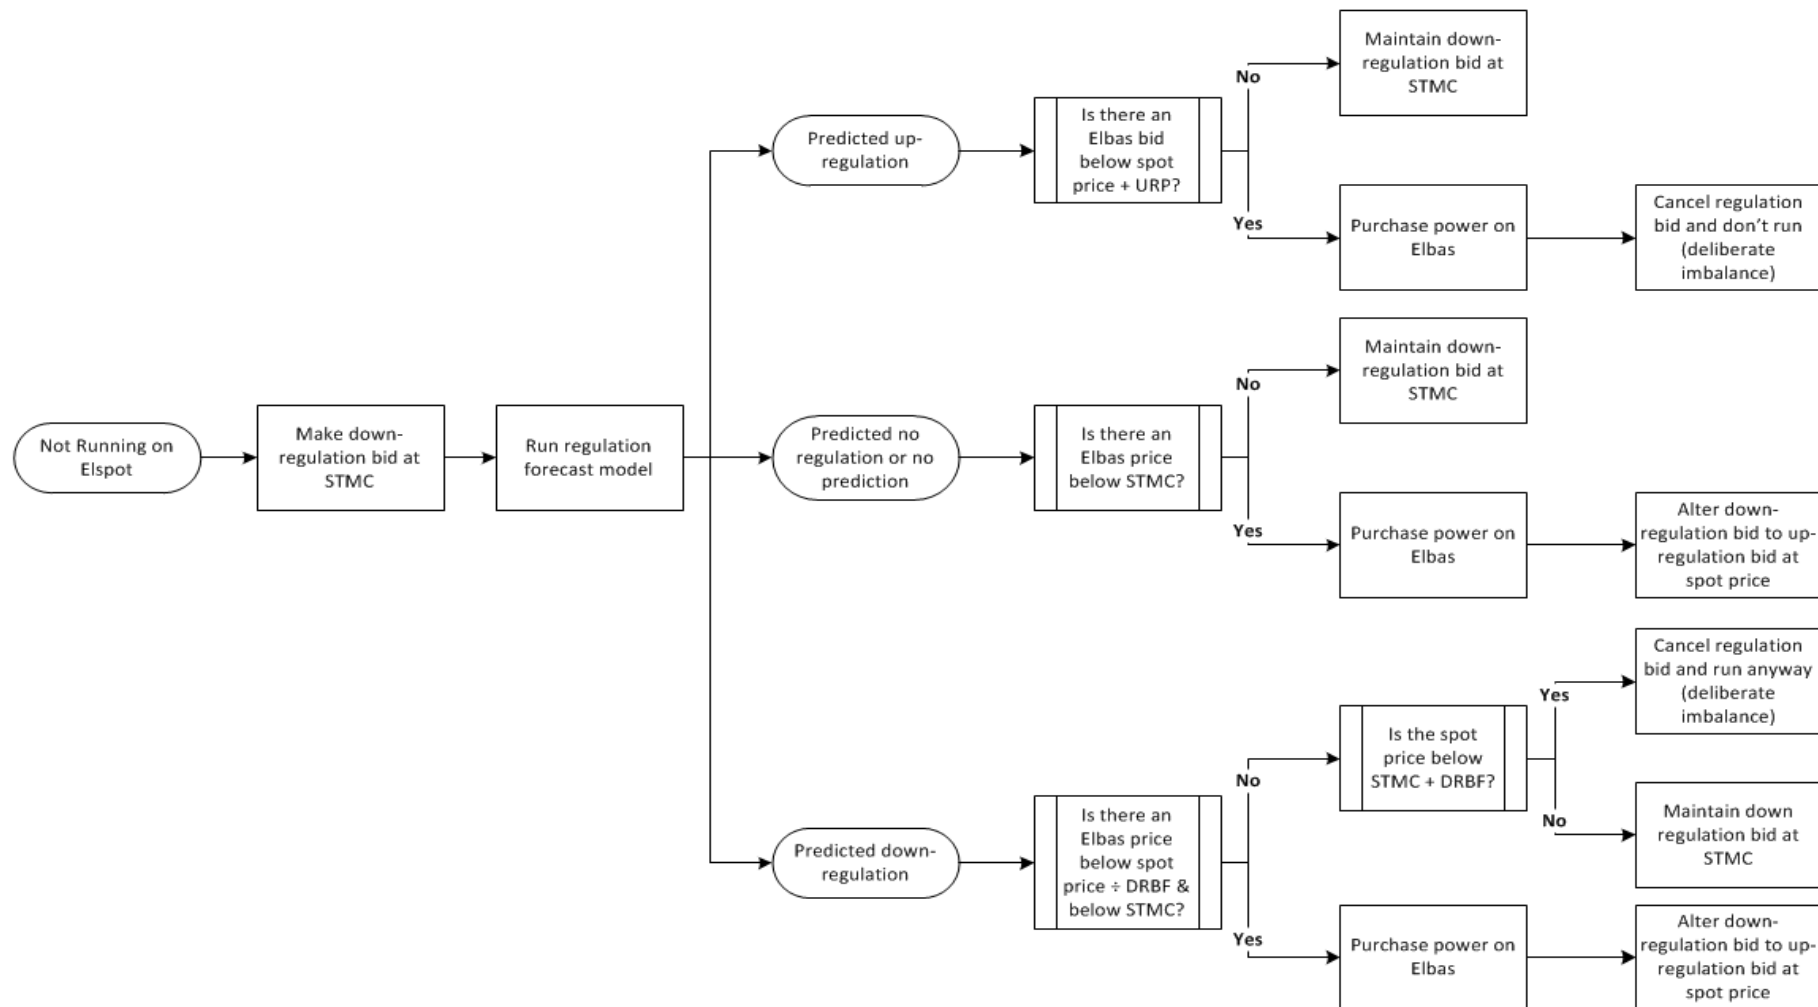 Not Running on
Elspot
Make down-
regulation bid at
STMC
Run regulation
forecast model
Predicted up-
regulation
Is there an
Elbas bid
below spot
price + URP?
No
Maintain down-
regulation bid at
STMC
Yes
Purchase power on
Elbas
Cancel regulation
bid and don't run
(deliberate
imbalance)
Predicted no
regulation or no
prediction
Is there an
Elbas price
below STMC?
No
Maintain down-
regulation bid at
STMC
Yes
Purchase power on
Elbas
Alter down-
regulation bid to up-
regulation bid at
spot price
Predicted down-
regulation
Is there an
Elbas price
below spot
price ÷ DRBF &
below STMC?
No
Is the spot
price below
STMC + DRBF?
Yes
Cancel regulation
bid and run anyway
(deliberate
imbalance)
No
Maintain down
regulation bid at
STMC
Yes
Purchase power on
Elbas
Alter down-
regulation bid to up-
regulation bid at
spot price